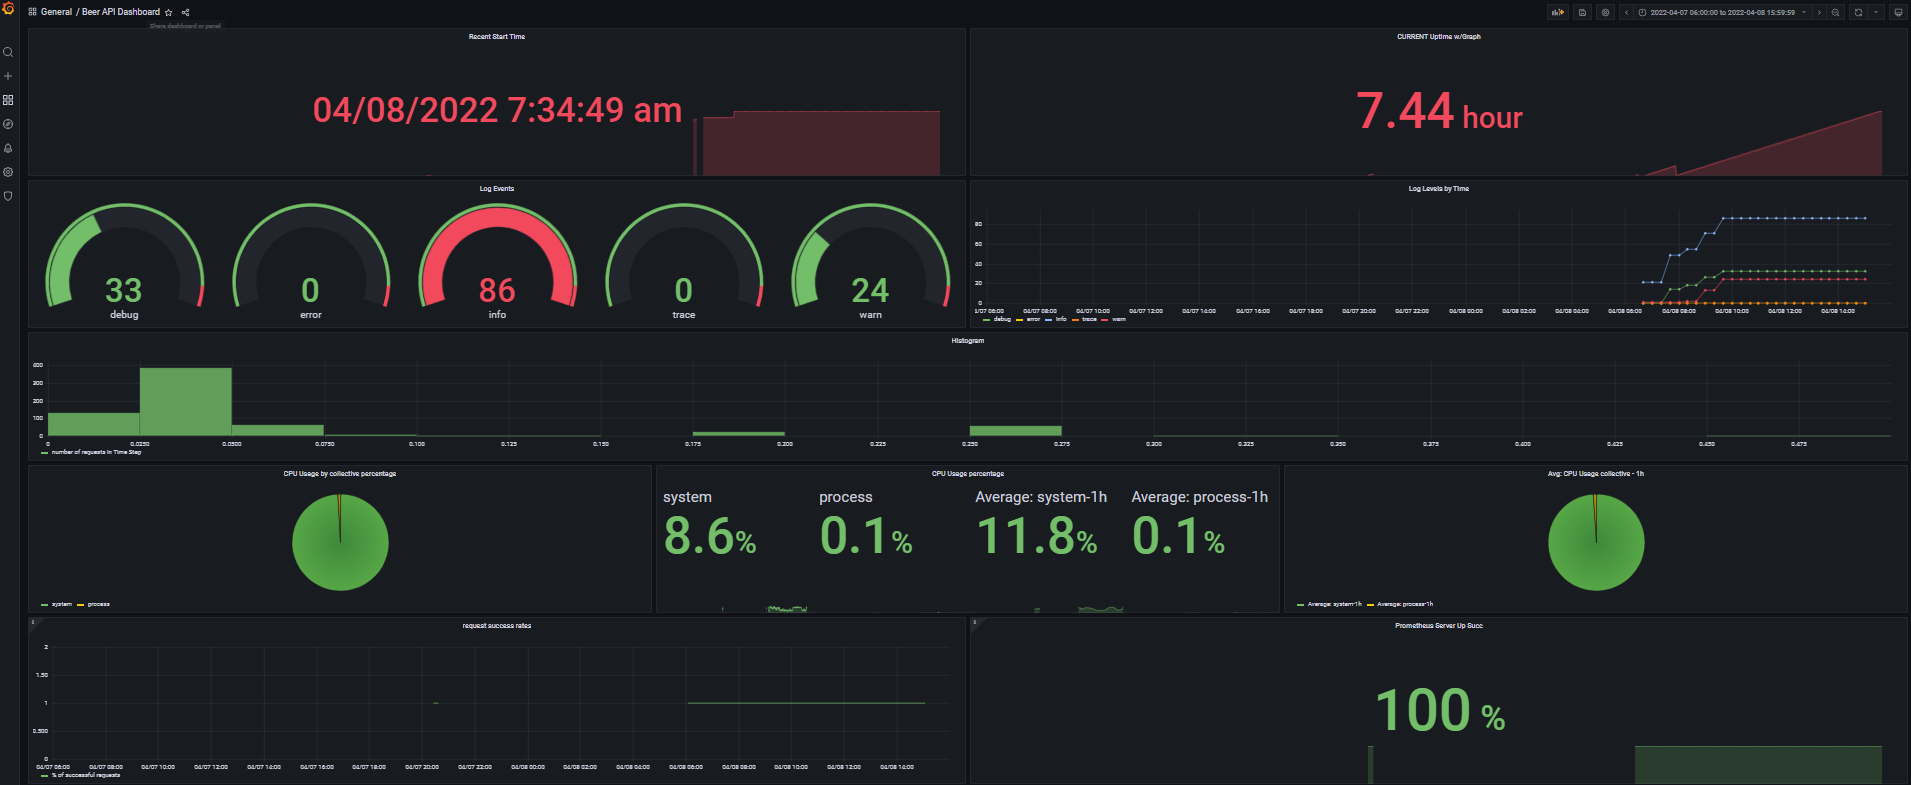 General / Beer API Dashboard
2022-04-07 06:00:00 to 2022-04-08 15:59:59
Share dashboard or panel
Recent Start Time
04/08/2022 7:34:49 am
CURRENT Uptime w/Graph
7.44 hour
Log Events
33
debug
0
error
86
info
0
trace
24
warn
Log Levels by Time
80
60
40
20
0
1/07 06:00 04/07 08:00 04/07 10:00 04/07 12:00 04/07 14:00 04/07 16:00 04/07 18:00 04/07 20:00 04/07 22:00 04/08 00:00 04/08 02:00 04/08 04:00 04/08 06:00 04/08 08:00 04/08 10:00 04/08 12:00 04/08 14:00
debug error info trace warn
Histogram
400
300
200
100
0
0 0.0250 0.0500 0.0750 0.100 0.125 0.150 0.175 0.200 0.225 0.250 0.275 0.300 0.325 0.350 0.375 0.400 0.425 0.450 0.475
number of requests in Time Step
CPU Usage by collective percentage
system process
CPU Usage percentage
system
8.6%
process
0.1%
Average: system-1h
11.8%
Average: process-1h
0.1%
Avg: CPU Usage collective - 1h
Average: system-1h Average: process-1h
request success rates
2
1.50
1
0.500
0
04/07 06:00 04/07 08:00 04/07 10:00 04/07 12:00 04/07 14:00 04/07 16:00 04/07 18:00 04/07 20:00 04/07 22:00 04/08 00:00 04/08 02:00 04/08 04:00 04/08 06:00 04/08 08:00 04/08 10:00 04/08 12:00 04/08 14:00
% of successful requests
Prometheus Server Up Succ
100 %